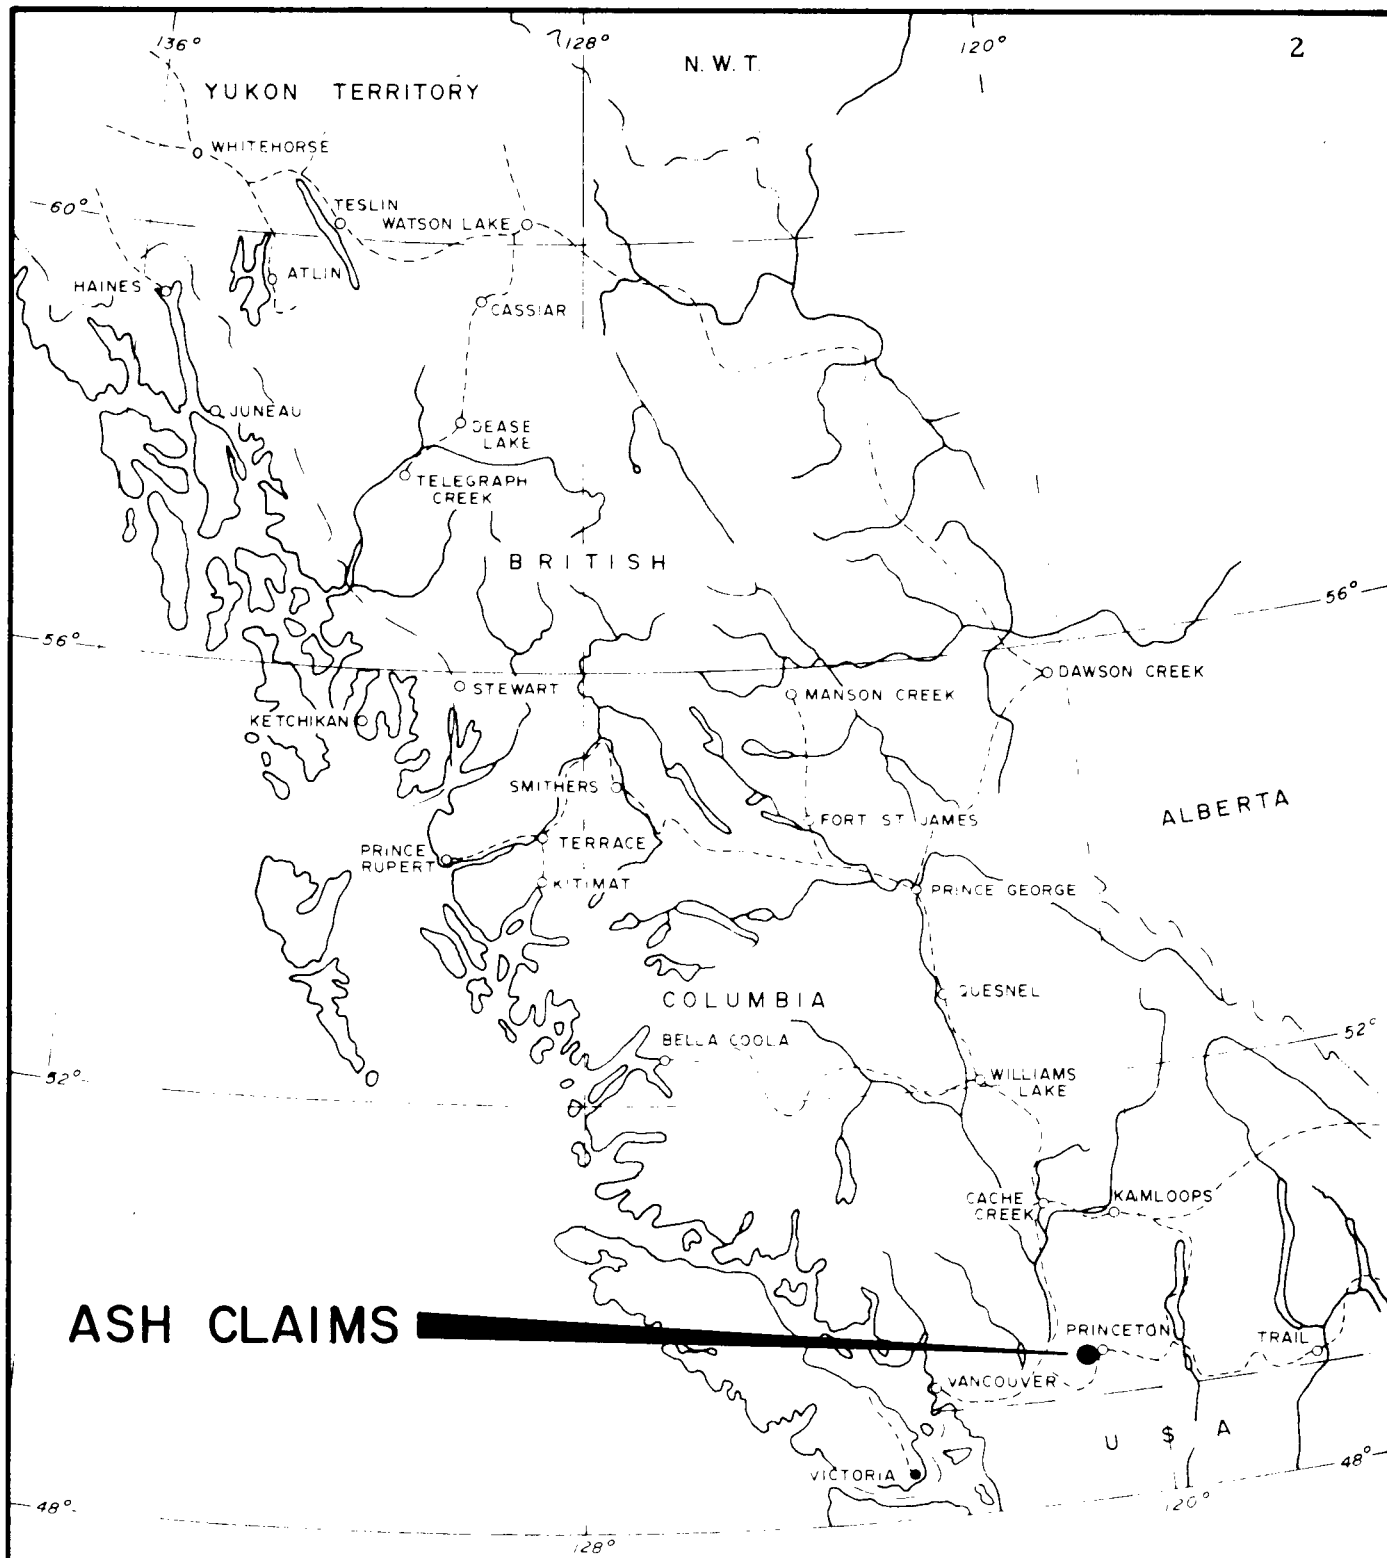 136°
128°
120°
2
N. W. T.
YUKON TERRITORY
WHITEHORSE
60°
TESLIN
WATSON LAKE
HAINES
ATLIN
CASSIAR
JUNEAU
DEASE
LAKE
TELEGRAPH
CREEK
BRITISH
56°
56°
STEWART
MANSON CREEK
DAWSON CREEK
KETCHIKAN
SMITHERS
ALBERTA
FORT ST JAMES
PRINCE
RUPERT
TERRACE
KITIMAT
PRINCE GEORGE
QUESNEL
COLUMBIA
52°
BELLA COOLA
52°
WILLIAMS
LAKE
CACHE
CREEK
KAMLOOPS
ASH CLAIMS
PRINCETON
TRAIL
VANCOUVER
U S A
VICTORIA
48°
48°
120°
128°